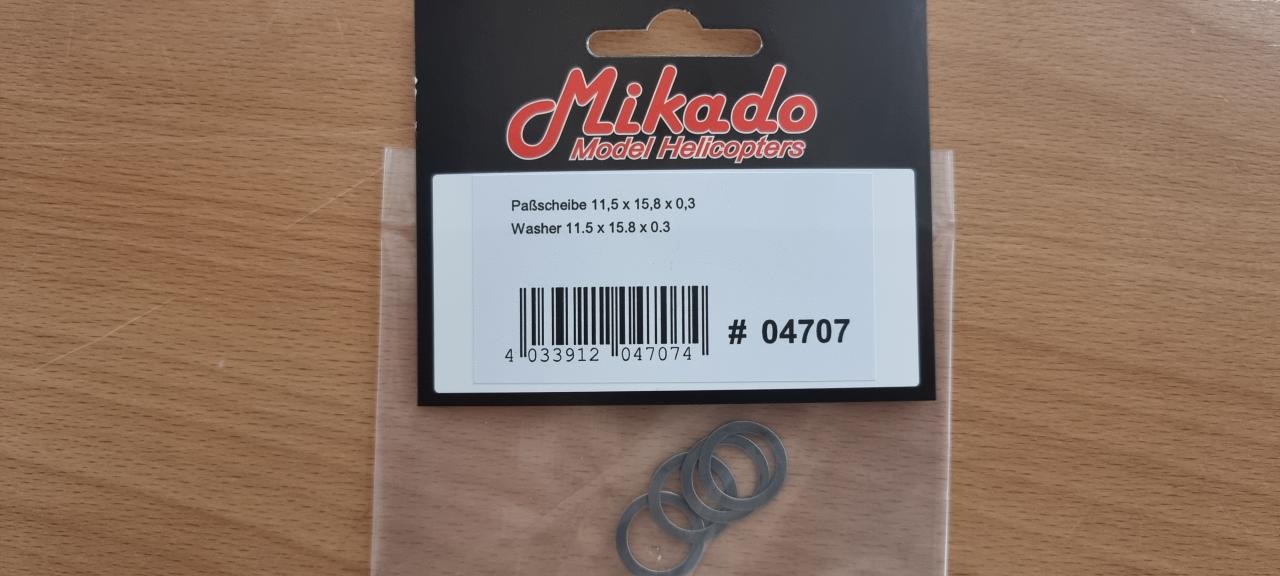 Mikado
Model Helicopters
Paßscheibe 11,5 x 15,8 x 0,3
Washer 11.5 x 15.8 x 0.3
# 04707
4 033912 047074